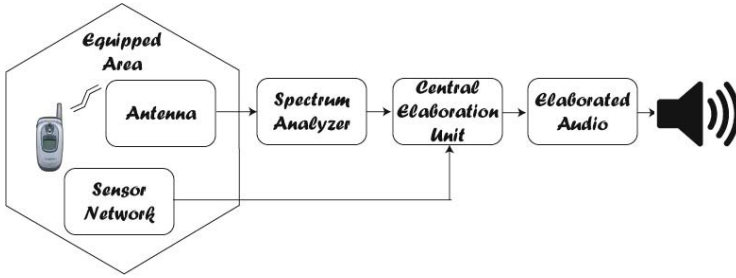 Equipped
Area
Antenna
Spectrum
Analyzer
Central
Elaboration
Unit
Elaborated
Audio
Sensor
Network